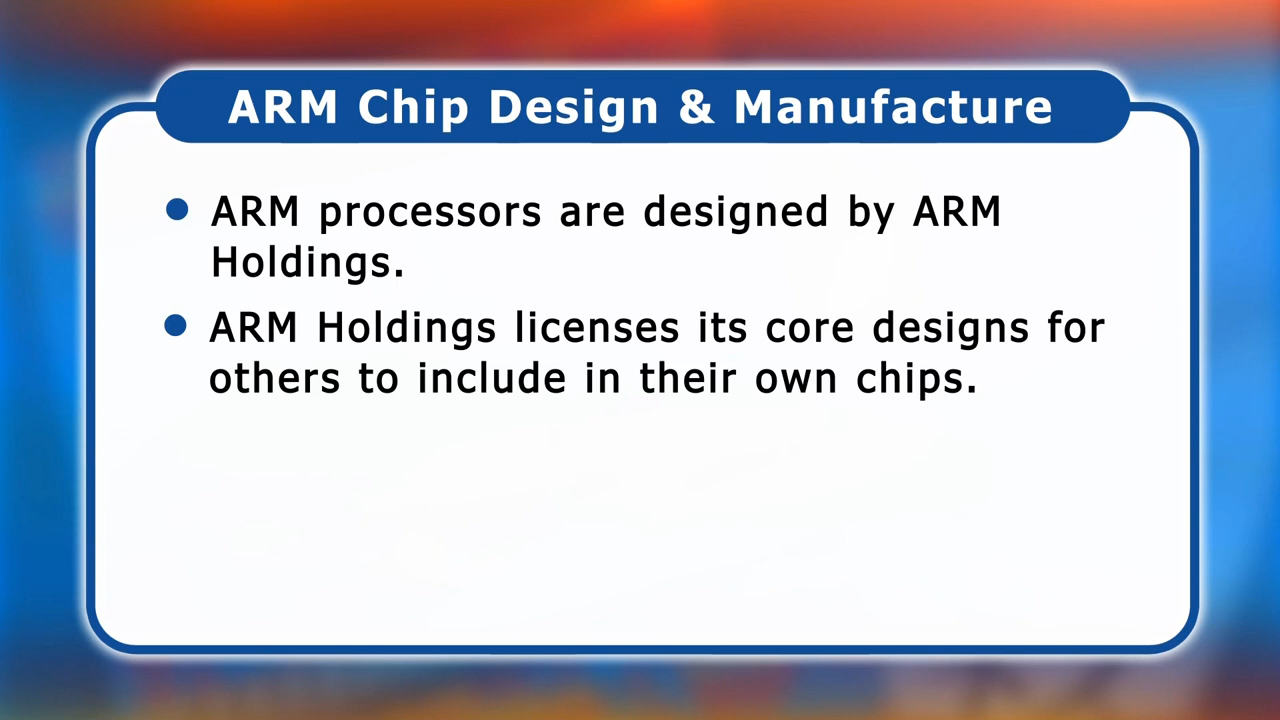 ARM Chip Design & Manufacture
ARM processors are designed by ARM
Holdings.
ARM Holdings licenses its core designs for
others to include in their own chips.